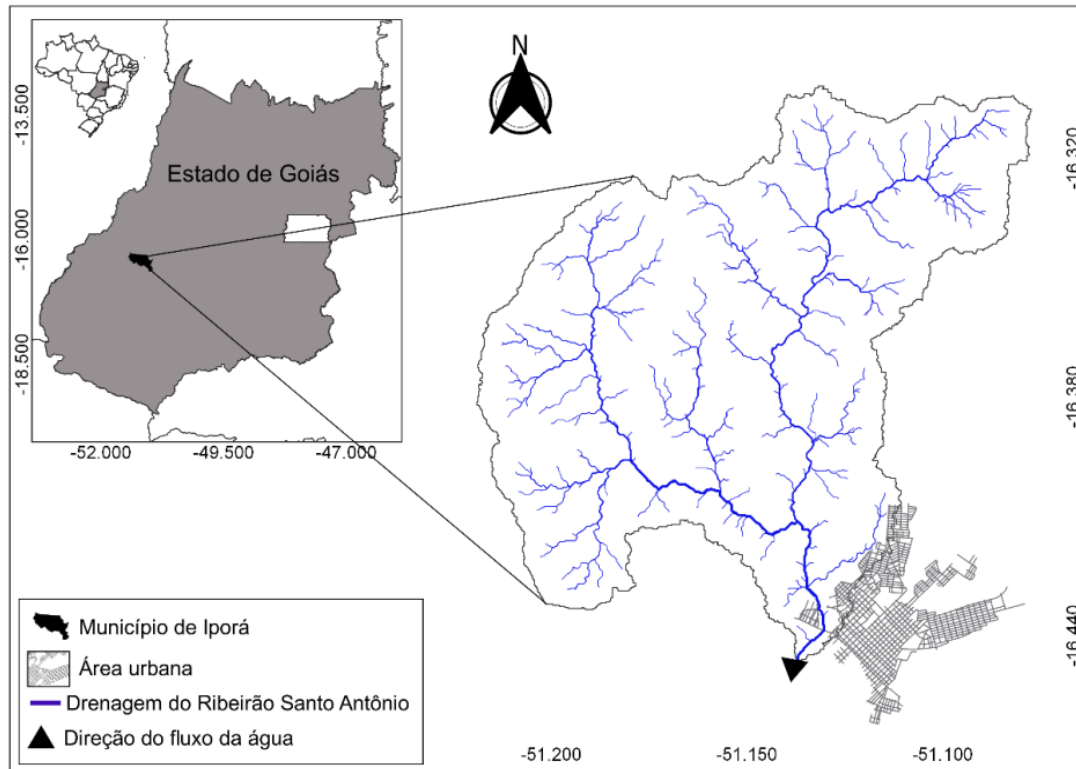 Estado de Goiás
-13.500
-16.000
-18.500
-52.000
-49.500
-47.000
N
-16.320
-16.380
-16.440
-51.200
-51.150
-51.100
Município de Iporá
Área urbana
Drenagem do Ribeirão Santo Antônio
Direção do fluxo da água